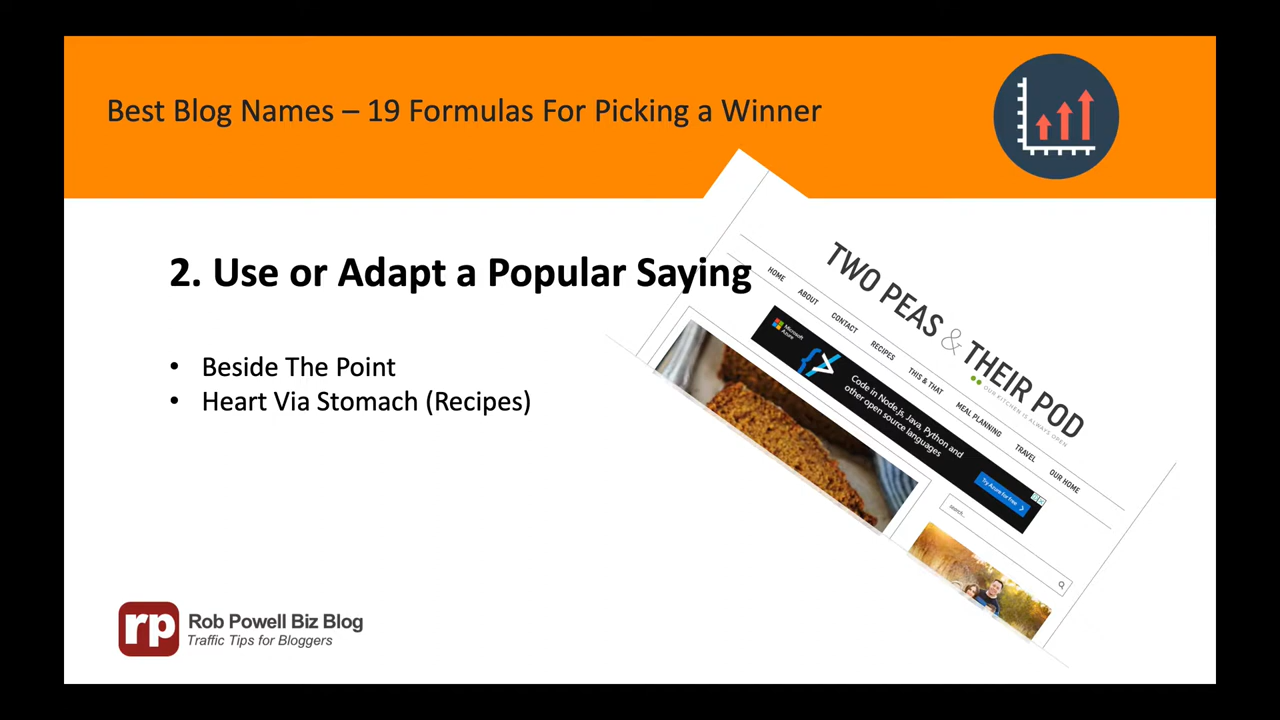 Best Blog Names – 19 Formulas For Picking a Winner
2. Use or Adapt a Popular Saying
• Beside The Point
• Heart Via Stomach (Recipes)
TWO PEAS & THEIR POD
OUR KITCHEN IS ALWAYS OPEN
HOME
ABOUT
CONTACT
RECIPES
THIS & THAT
MEAL PLANNING
TRAVEL
OUR HOME
Microsoft
Azure
Code in Node.js, Java, Python and
other open source languages
Try Azure for free
search...
rp
Rob Powell Biz Blog
Traffic Tips for Bloggers